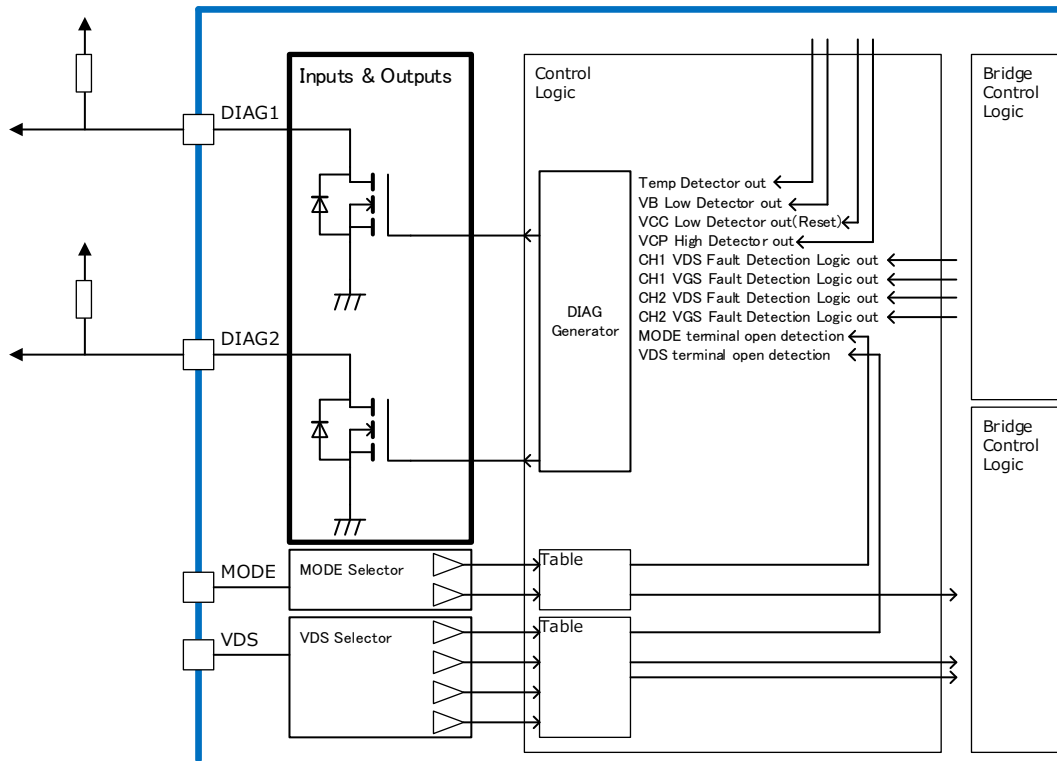 Inputs & Outputs
Control
Logic
Bridge
Control
Logic
DIAG1
Temp Detector out
VB Low Detector out
VCC Low Detector out(Reset)
VCP High Detector out
CH1 VDS Fault Detection Logic out
CH1 VGS Fault Detection Logic out
CH2 VDS Fault Detection Logic out
CH2 VGS Fault Detection Logic out
MODE terminal open detection
VDS terminal open detection
DIAG
Generator
DIAG2
Bridge
Control
Logic
MODE
MODE Selector
Table
VDS
VDS Selector
Table